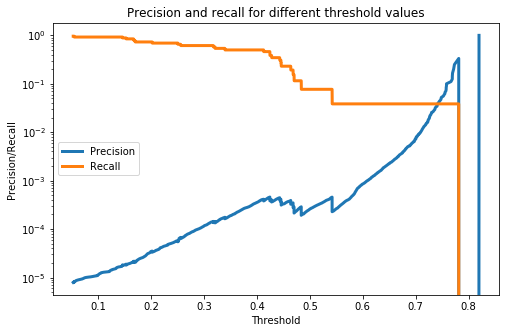 Precision and recall for different threshold values
Precision/Recall
10⁰
10⁻¹
10⁻²
10⁻³
10⁻⁴
10⁻⁵
Precision
Recall
0.1 0.2 0.3 0.4 0.5 0.6 0.7 0.8
Threshold